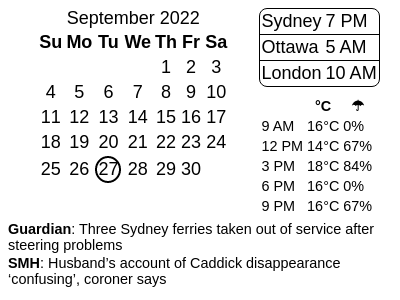 September 2022
Su Mo Tu We Th Fr Sa
1 2 3
4 5 6 7 8 9 10
11 12 13 14 15 16 17
18 19 20 21 22 23 24
25 26 27 28 29 30
Sydney 7 PM
Ottawa 5 AM
London 10 AM
°C ☂
9 AM 16°C 0%
12 PM 14°C 67%
3 PM 18°C 84%
6 PM 16°C 0%
9 PM 16°C 67%
Guardian: Three Sydney ferries taken out of service after
steering problems
SMH: Husband’s account of Caddick disappearance
‘confusing’, coroner says